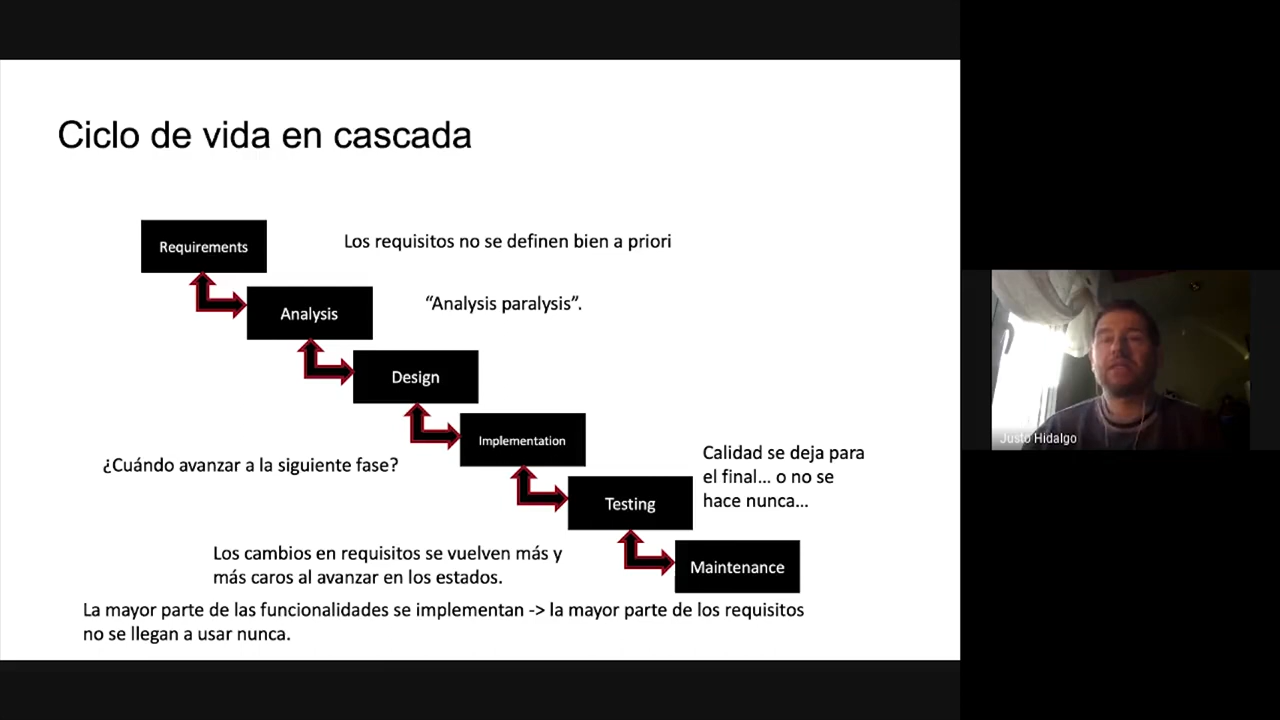 Ciclo de vida en cascada
Requirements
Los requisitos no se definen bien a priori
Analysis
“Analysis paralysis”.
Design
Implementation
¿Cuándo avanzar a la siguiente fase?
Calidad se deja para
el final... o no se
hace nunca...
Testing
Los cambios en requisitos se vuelven más y
más caros al avanzar en los estados.
Maintenance
La mayor parte de las funcionalidades se implementan -> la mayor parte de los requisitos
no se llegan a usar nunca.
Justo Hidalgo